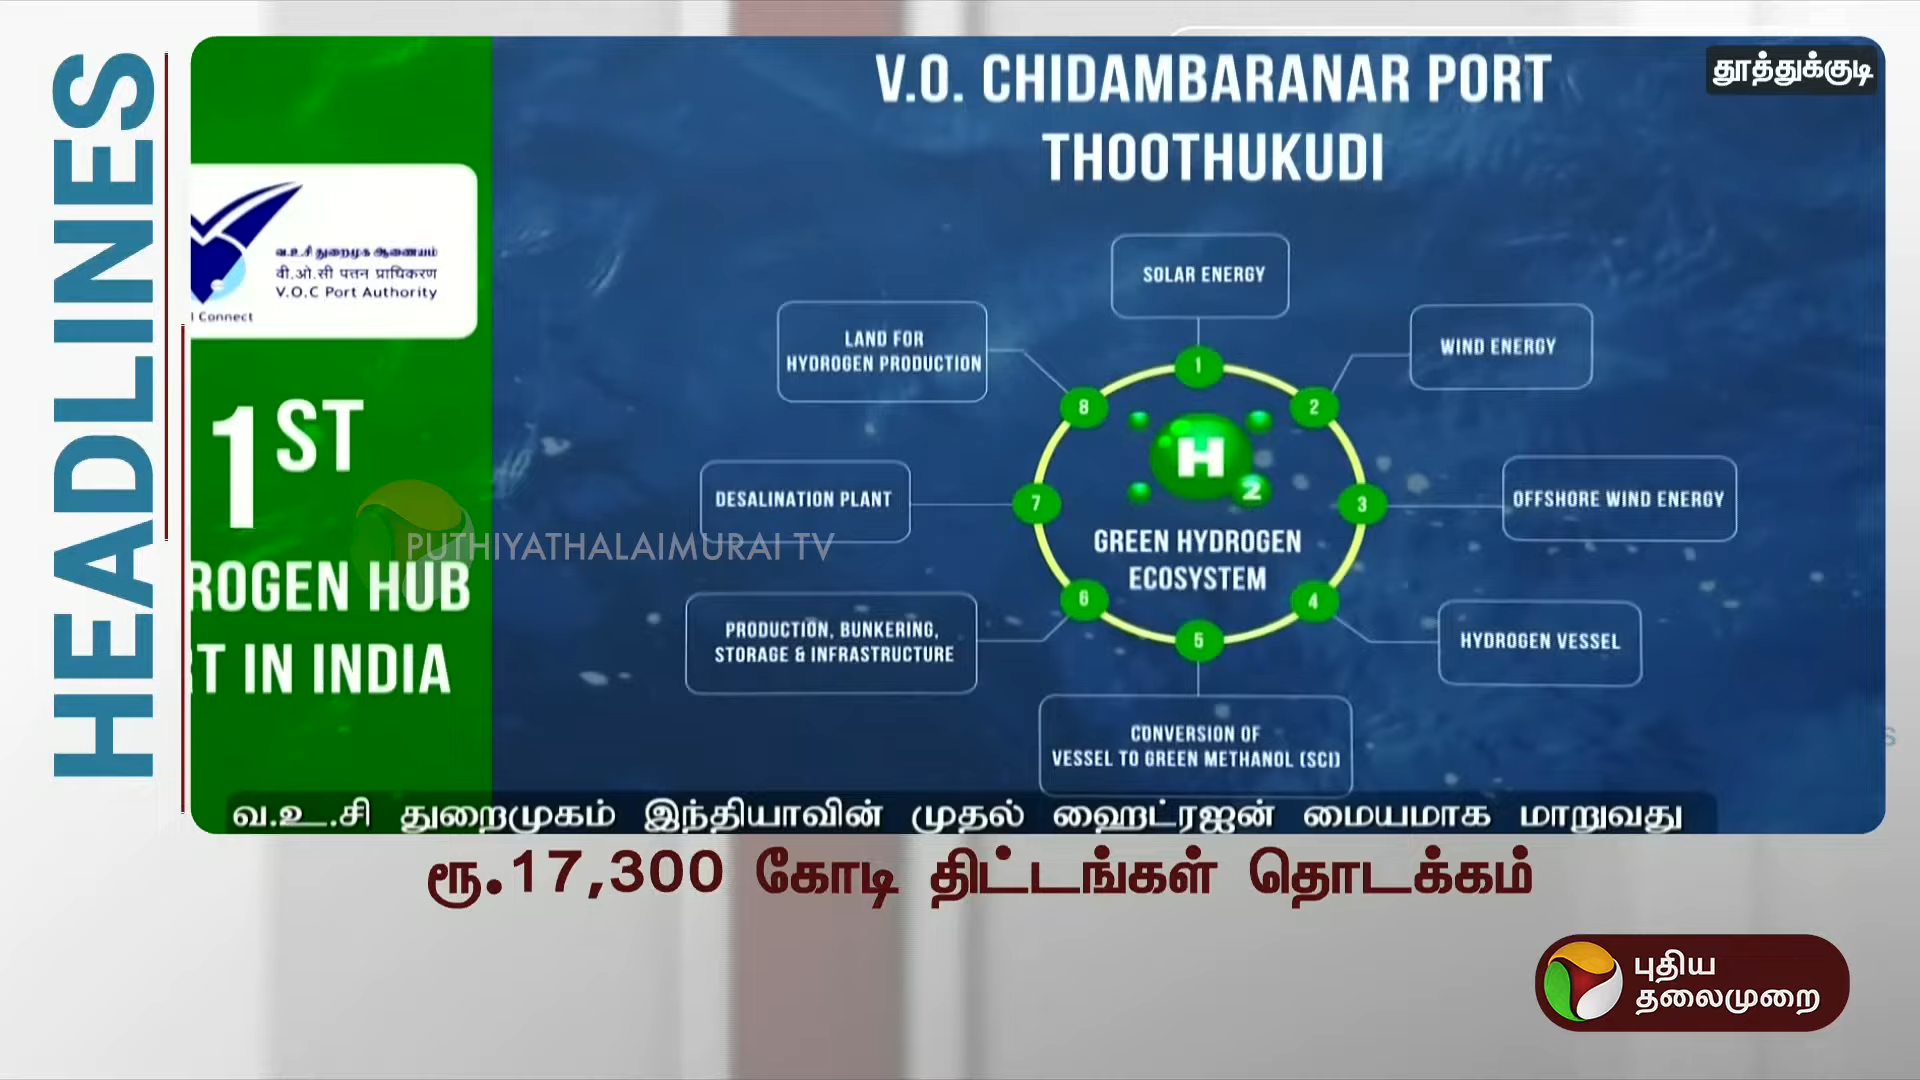 HEADLINES
V.O. CHIDAMBARANAR PORT
THOOTHUKUDI
தூத்துக்குடி
வ.உ.சி துறைமுக ஆணையம்
वी.ओ.सी पत्तन प्राधिकरण
V.O.C Port Authority
l Connect
1ST
ROGEN HUB
RT IN INDIA
SOLAR ENERGY
WIND ENERGY
OFFSHORE WIND ENERGY
HYDROGEN VESSEL
CONVERSION OF
VESSEL TO GREEN METHANOL (SCI)
PRODUCTION, BUNKERING,
STORAGE & INFRASTRUCTURE
DESALINATION PLANT
LAND FOR
HYDROGEN PRODUCTION
1
2
3
4
5
6
7
8
H2
GREEN HYDROGEN
ECOSYSTEM
PUTHIYATHALAIMURAI TV
வ.உ.சி துறைமுகம் இந்தியாவின் முதல் ஹைட்ரஜன் மையமாக மாறுவது
ரூ.17,300 கோடி திட்டங்கள் தொடக்கம்
புதிய
தலைமுறை